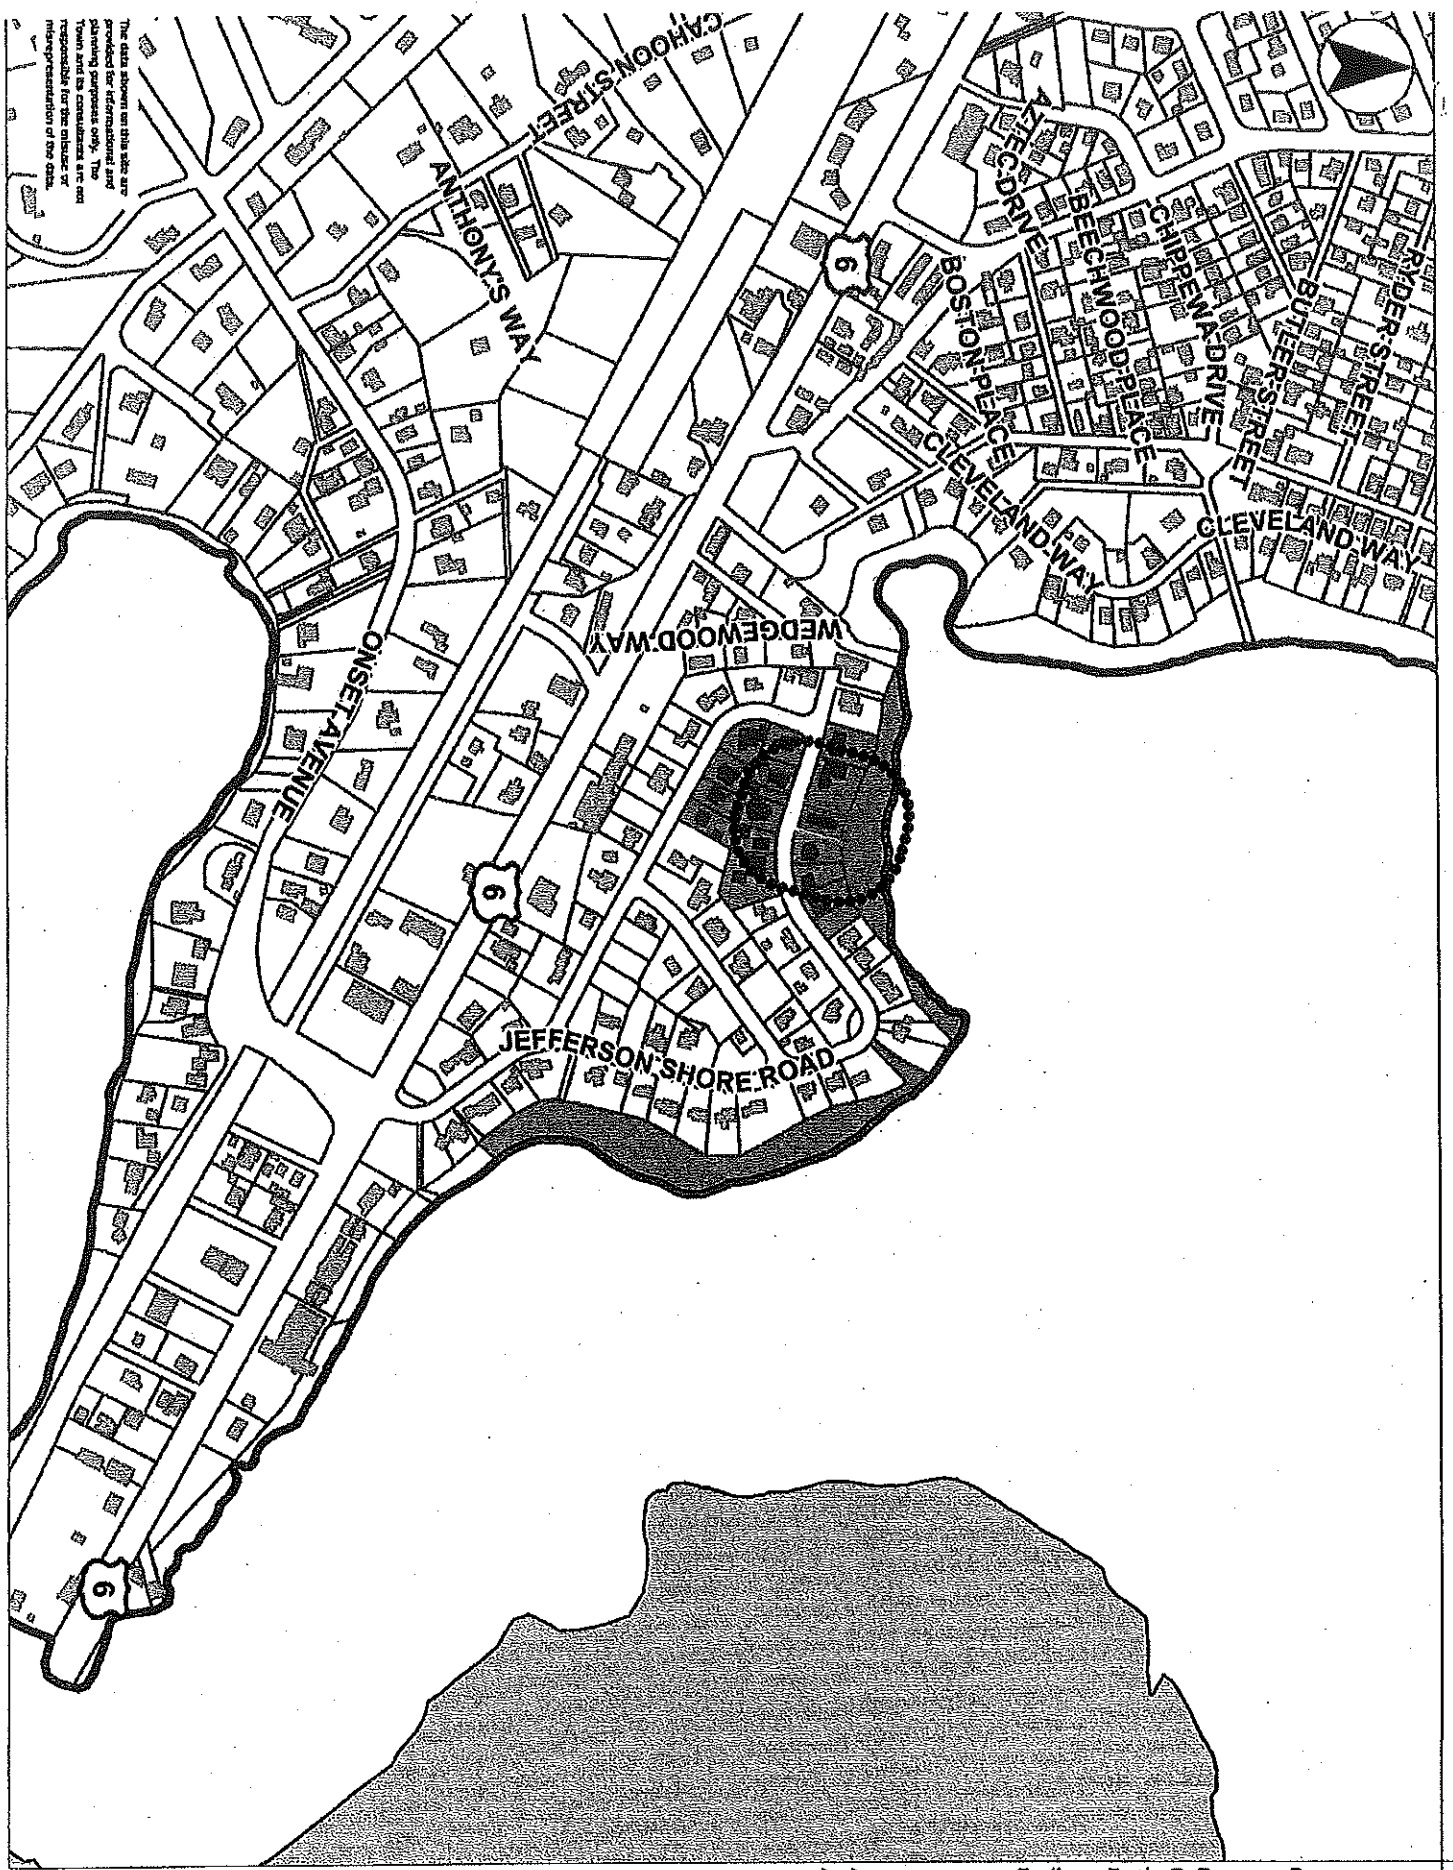 The data shown on this site are
provided for informational and
planning purposes only. The
Town and its consultants are not
responsible for the misuse or
misrepresentation of the data.
CAHOON STREET
ANTHONY'S WAY
6
AZTEC DRIVE
BOSTON PEACE
BEECHWOOD PEACE
CHIPPEWA DRIVE
BUTLER STREET
RYDER STREET
CLEVELAND WAY
CLEVELAND WAY
WEDGEWOOD WAY
ONSET AVENUE
6
JEFFERSON SHORE ROAD
6